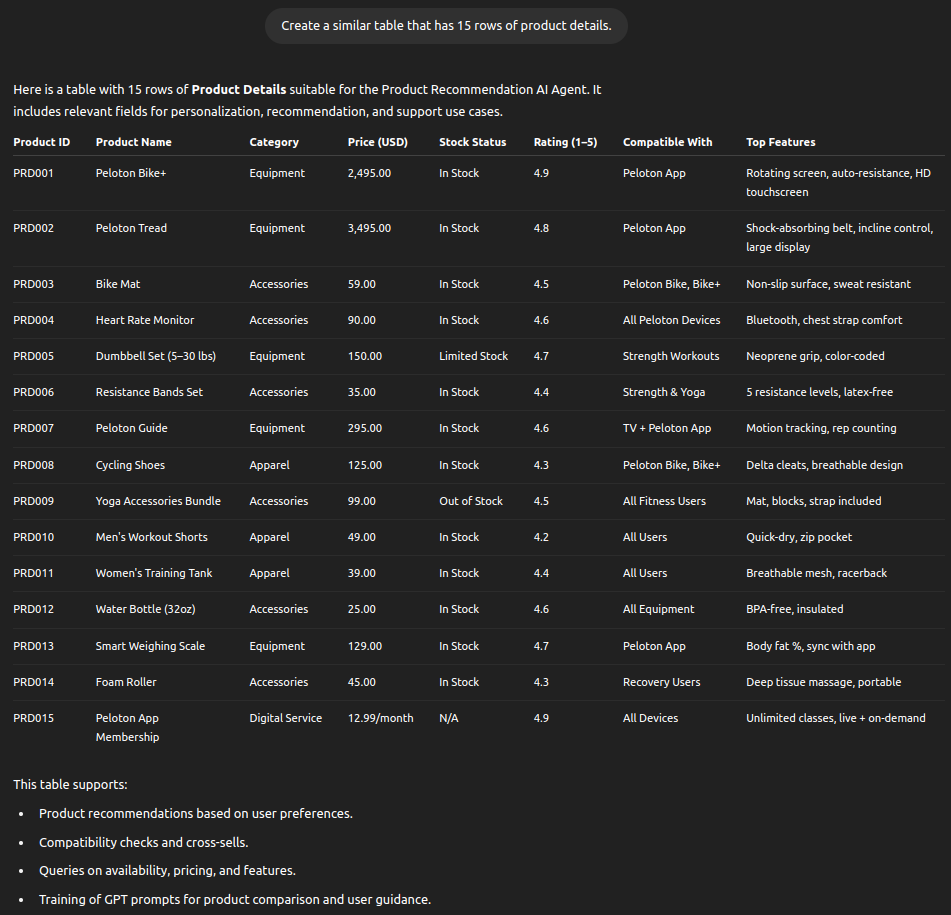 Create a similar table that has 15 rows of product details.
Here is a table with 15 rows of Product Details suitable for the Product Recommendation AI Agent. It
includes relevant fields for personalization, recommendation, and support use cases.
Product ID Product Name Category Price (USD) Stock Status Rating (1–5) Compatible With Top Features
PRD001 Peloton Bike+ Equipment 2,495.00 In Stock 4.9 Peloton App Rotating screen, auto-resistance, HD
touchscreen
PRD002 Peloton Tread Equipment 3,495.00 In Stock 4.8 Peloton App Shock-absorbing belt, incline control,
large display
PRD003 Bike Mat Accessories 59.00 In Stock 4.5 Peloton Bike, Bike+ Non-slip surface, sweat resistant
PRD004 Heart Rate Monitor Accessories 90.00 In Stock 4.6 All Peloton Devices Bluetooth, chest strap comfort
PRD005 Dumbbell Set (5–30 lbs) Equipment 150.00 Limited Stock 4.7 Strength Workouts Neoprene grip, color-coded
PRD006 Resistance Bands Set Accessories 35.00 In Stock 4.4 Strength & Yoga 5 resistance levels, latex-free
PRD007 Peloton Guide Equipment 295.00 In Stock 4.6 TV + Peloton App Motion tracking, rep counting
PRD008 Cycling Shoes Apparel 125.00 In Stock 4.3 Peloton Bike, Bike+ Delta cleats, breathable design
PRD009 Yoga Accessories Bundle Accessories 99.00 Out of Stock 4.5 All Fitness Users Mat, blocks, strap included
PRD010 Men's Workout Shorts Apparel 49.00 In Stock 4.2 All Users Quick-dry, zip pocket
PRD011 Women's Training Tank Apparel 39.00 In Stock 4.4 All Users Breathable mesh, racerback
PRD012 Water Bottle (32oz) Accessories 25.00 In Stock 4.6 All Equipment BPA-free, insulated
PRD013 Smart Weighing Scale Equipment 129.00 In Stock 4.7 Peloton App Body fat %, sync with app
PRD014 Foam Roller Accessories 45.00 In Stock 4.3 Recovery Users Deep tissue massage, portable
PRD015 Peloton App Digital Service 12.99/month N/A 4.9 All Devices Unlimited classes, live + on-demand
Membership
This table supports:
• Product recommendations based on user preferences.
• Compatibility checks and cross-sells.
• Queries on availability, pricing, and features.
• Training of GPT prompts for product comparison and user guidance.